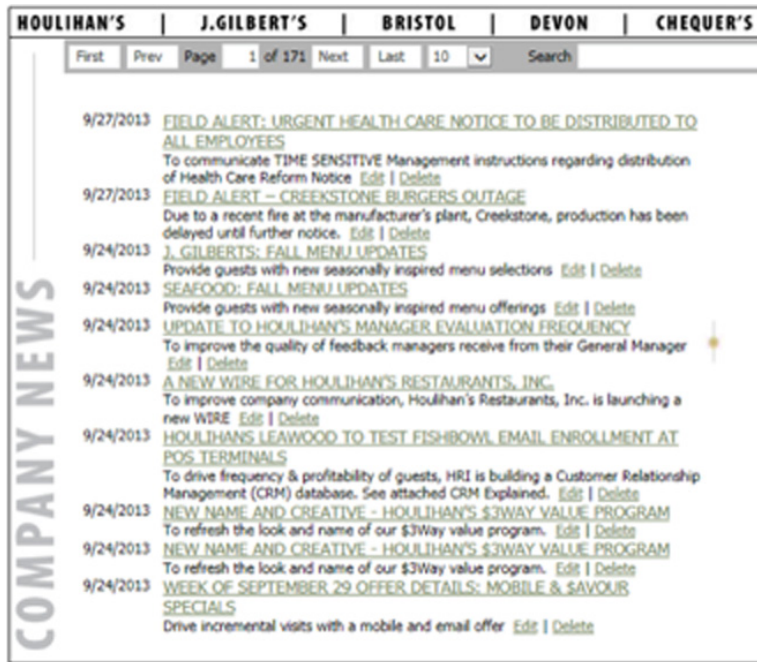 HOULIHAN'S | J.GILBERT'S | BRISTOL | DEVON | CHEQUER'S
First Prev Page 1 of 171 Next Last 10 Search
COMPANY NEWS
9/27/2013 FIELD ALERT: URGENT HEALTH CARE NOTICE TO BE DISTRIBUTED TO
ALL EMPLOYEES
To communicate TIME SENSITIVE Management instructions regarding distribution
of Health Care Reform Notice Edit | Delete
9/27/2013 FIELD ALERT – CREEKSTONE BURGERS OUTAGE
Due to a recent fire at the manufacturer's plant, Creekstone, production has been
delayed until further notice. Edit | Delete
9/24/2013 J. GILBERTS: FALL MENU UPDATES
Provide guests with new seasonally inspired menu selections Edit | Delete
9/24/2013 SEAFOOD: FALL MENU UPDATES
Provide guests with new seasonally inspired menu offerings Edit | Delete
9/24/2013 UPDATE TO HOULIHAN'S MANAGER EVALUATION FREQUENCY
To improve the quality of feedback managers receive from their General Manager
Edit | Delete
9/24/2013 A NEW WIRE FOR HOULIHAN'S RESTAURANTS, INC.
To improve company communication, Houlihan's Restaurants, Inc. is launching a
new WIRE Edit | Delete
9/24/2013 HOULIHANS LEAWOOD TO TEST FISHBOWL EMAIL ENROLLMENT AT
POS TERMINALS
To drive frequency & profitability of guests, HRI is building a Customer Relationship
Management (CRM) database. See attached CRM Explained. Edit | Delete
9/24/2013 NEW NAME AND CREATIVE - HOULIHAN'S $3WAY VALUE PROGRAM
To refresh the look and name of our $3Way value program. Edit | Delete
9/24/2013 NEW NAME AND CREATIVE - HOULIHAN'S $3WAY VALUE PROGRAM
To refresh the look and name of our $3Way value program. Edit | Delete
9/24/2013 WEEK OF SEPTEMBER 29 OFFER DETAILS: MOBILE & $AVOUR
SPECIALS
Drive incremental visits with a mobile and email offer Edit | Delete